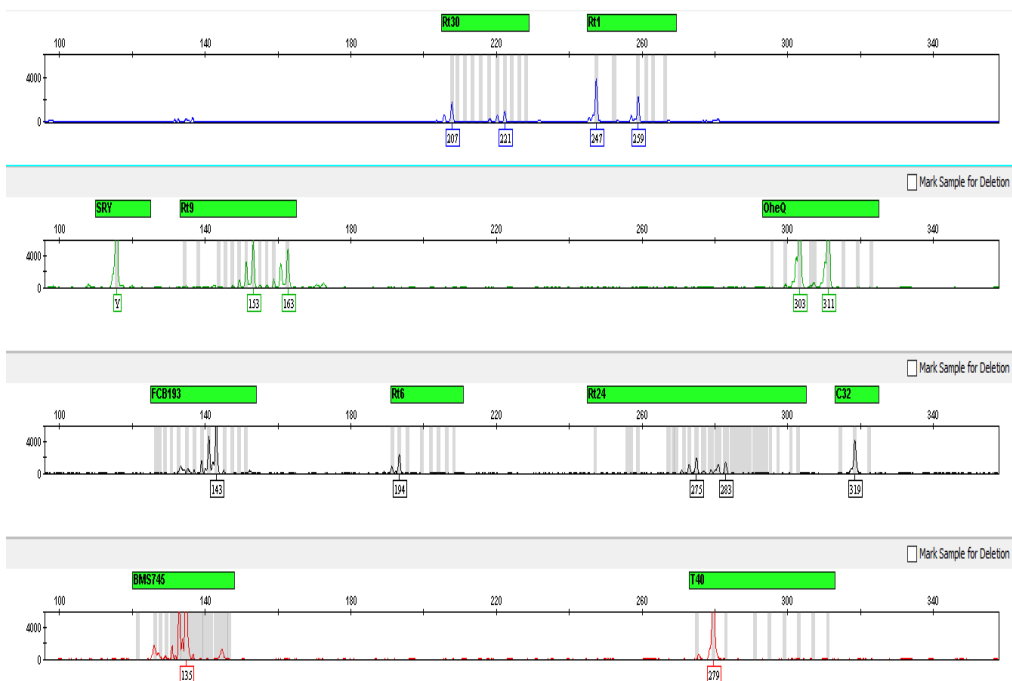 Rt30 Rt1
100 140 180 220 260 300 340
4000
0
207 221 247 259
Mark Sample for Deletion
SRY Rt9 OheQ
100 140 180 220 260 300 340
4000
0
Y 153 163 303 311
Mark Sample for Deletion
FCB193 Rt6 Rt24 C32
100 140 180 220 260 300 340
4000
0
143 194 275 283 319
Mark Sample for Deletion
BMS745 T40
100 140 180 220 260 300 340
4000
0
135 279